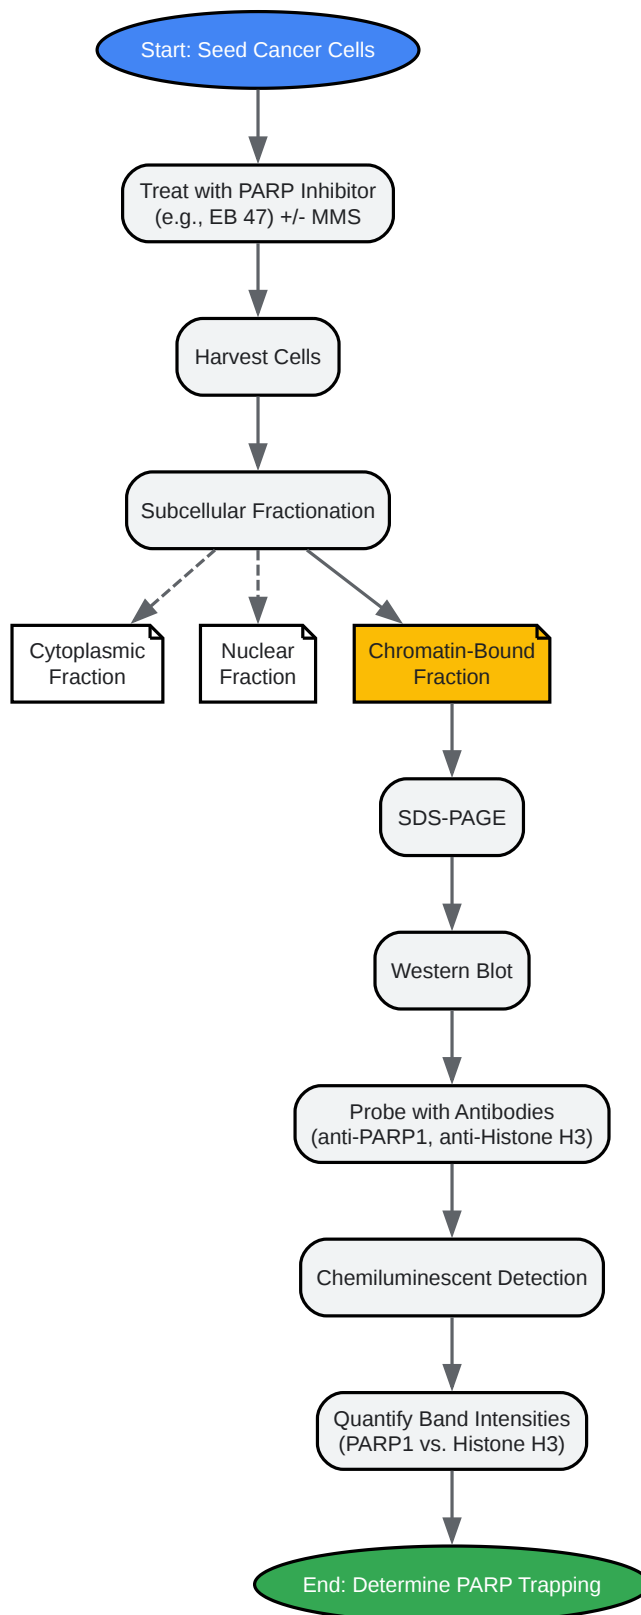 Start: Seed Cancer Cells
Treat with PARP Inhibitor
(e.g., EB 47) +/- MMS
Harvest Cells
Subcellular Fractionation
Cytoplasmic
Fraction
Nuclear
Fraction
Chromatin-Bound
Fraction
SDS-PAGE
Western Blot
Probe with Antibodies
(anti-PARP1, anti-Histone H3)
Chemiluminescent Detection
Quantify Band Intensities
(PARP1 vs. Histone H3)
End: Determine PARP Trapping